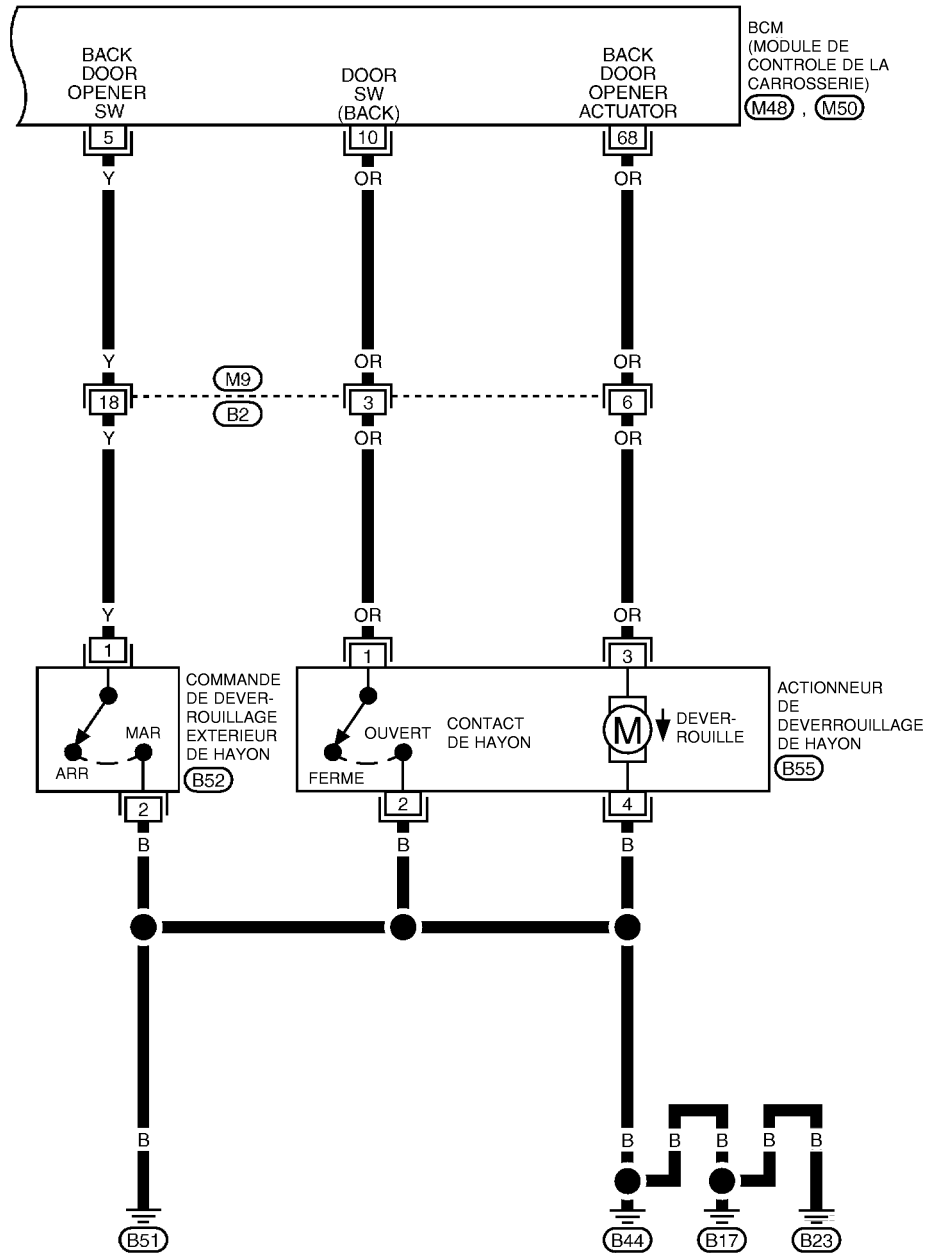 BCM
(MODULE DE
CONTROLE DE LA
CARROSSERIE)
M48 , M50
BACK
DOOR
OPENER
SW
DOOR
SW
(BACK)
BACK
DOOR
OPENER
ACTUATOR
5 10 68
Y OR OR
Y OR OR
M9
18 3 6
B2
Y OR OR
Y OR OR
1 1 3
COMMANDE
DE DEVER-
ROUILLAGE
EXTERIEUR
DE HAYON
B52
MAR
ARR
OUVERT
FERME
CONTACT
DE HAYON
M
DEVER-
ROUILLE
ACTIONNEUR
DE
DEVERROUILLAGE
DE HAYON
B55
2 2 4
B B B
B B B B B
B51 B44 B17 B23